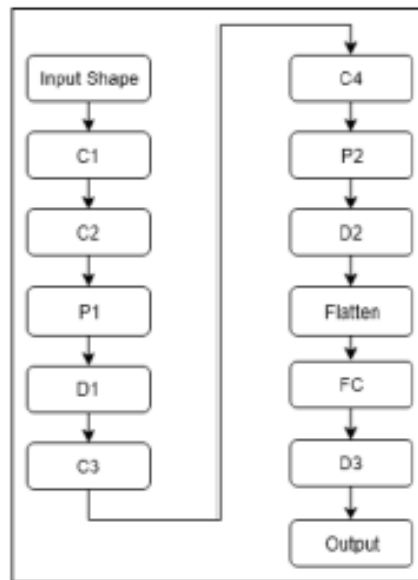 Input Shape
C1
C2
P1
D1
C3
C4
P2
D2
Flatten
FC
D3
Output